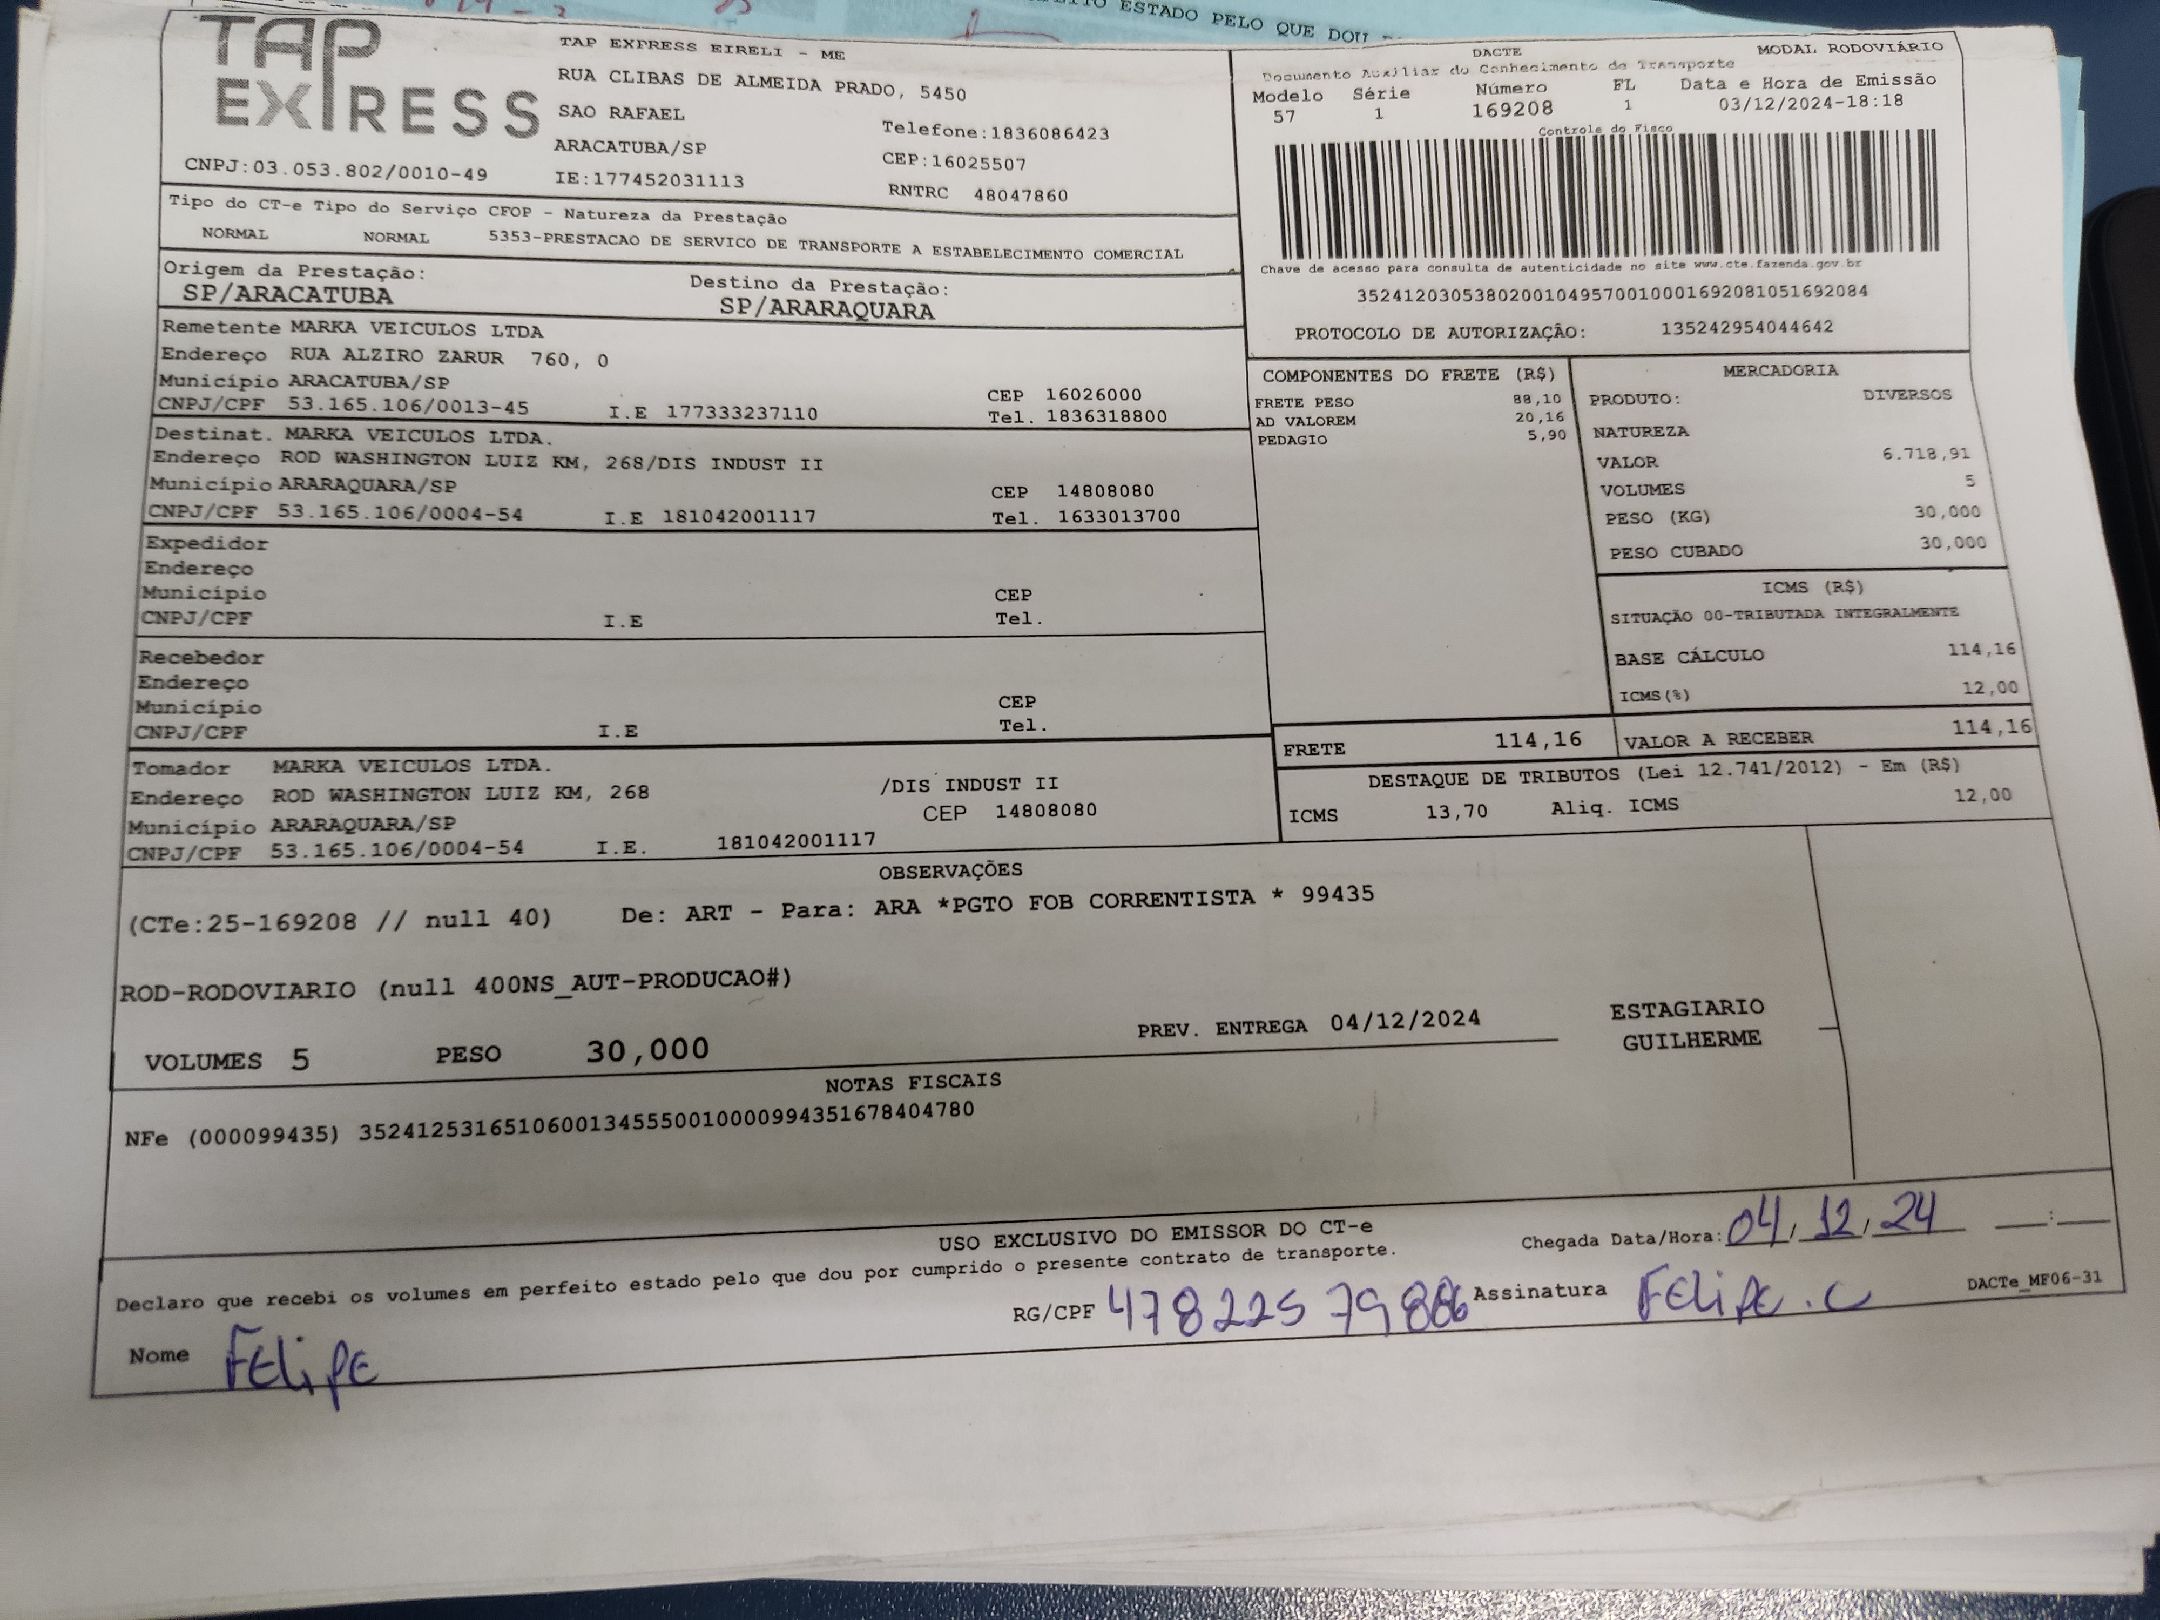 ESTADO PELO QUE DOU
TAP
EXPRESS
CNPJ:03.053.802/0010-49
TAP EXPRESS EIRELI - ME
RUA CLIBAS DE ALMEIDA PRADO, 5450
SAO RAFAEL
Telefone:1836086423
ARACATUBA/SP
CEP:16025507
IE:177452031113
RNTRC 48047860
DACTE MODAL RODOVIÁRIO
Documento Auxiliar do Conhecimento de Transporte
Modelo Série Número FL Data e Hora de Emissão
57 1 169208 1 03/12/2024-18:18
Controle do Fisco
Chave de acesso para consulta de autenticidade no site www.cte.fazenda.gov.br
35241203053802001049570010001692081051692084
PROTOCOLO DE AUTORIZAÇÃO: 135242954044642
Tipo do CT-e Tipo do Serviço CFOP - Natureza da Prestação
NORMAL NORMAL 5353-PRESTACAO DE SERVICO DE TRANSPORTE A ESTABELECIMENTO COMERCIAL
Origem da Prestação: Destino da Prestação:
SP/ARACATUBA SP/ARARAQUARA
Remetente MARKA VEICULOS LTDA
Endereço RUA ALZIRO ZARUR 760, 0
Município ARACATUBA/SP CEP 16026000
CNPJ/CPF 53.165.106/0013-45 I.E 177333237110 Tel. 1836318800
Destinat. MARKA VEICULOS LTDA.
Endereço ROD WASHINGTON LUIZ KM, 268/DIS INDUST II
Município ARARAQUARA/SP CEP 14808080
CNPJ/CPF 53.165.106/0004-54 I.E 181042001117 Tel. 1633013700
Expedidor
Endereço
Município CEP
CNPJ/CPF I.E Tel.
Recebedor
Endereço
Município CEP
CNPJ/CPF I.E Tel.
Tomador MARKA VEICULOS LTDA.
Endereço ROD WASHINGTON LUIZ KM, 268 /DIS INDUST II
Município ARARAQUARA/SP CEP 14808080
CNPJ/CPF 53.165.106/0004-54 I.E. 181042001117
COMPONENTES DO FRETE (R$)
FRETE PESO 88,10
AD VALOREM 20,16
PEDAGIO 5,90
MERCADORIA
PRODUTO: DIVERSOS
NATUREZA
VALOR 6.718,91
VOLUMES 5
PESO (KG) 30,000
PESO CUBADO 30,000
ICMS (R$)
SITUAÇÃO 00-TRIBUTADA INTEGRALMENTE
BASE CÁLCULO 114,16
ICMS(%) 12,00
FRETE 114,16 VALOR A RECEBER 114,16
DESTAQUE DE TRIBUTOS (Lei 12.741/2012) - Em (R$)
ICMS 13,70 Aliq. ICMS 12,00
OBSERVAÇÕES
(CTe:25-169208 // null 40) De: ART - Para: ARA *PGTO FOB CORRENTISTA * 99435
ROD-RODOVIARIO (null 400NS_AUT-PRODUCAO#)
VOLUMES 5 PESO 30,000 PREV. ENTREGA 04/12/2024
ESTAGIARIO
GUILHERME
NOTAS FISCAIS
NFe (000099435) 35241253165106001345550010000994351678404780
USO EXCLUSIVO DO EMISSOR DO CT-e
Chegada Data/Hora: 04/12/24 __:__
Declaro que recebi os volumes em perfeito estado pelo que dou por cumprido o presente contrato de transporte.
Nome Felipe RG/CPF Assinatura Felipe.C DACTe_MF06-31